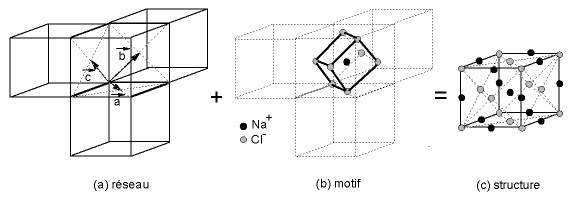 b
c
a
+
=
Na+
Cl-
(a) réseau
(b) motif
(c) structure